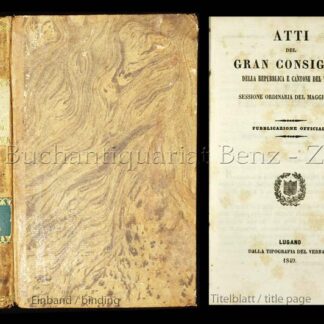 ATTI
DEL
GRAN CONSIG
DELLA REPUBBLICA E CANTONE DEL
SESSIONE ORDINARIA DEL MAGGI
PUBBLICAZIONE OFFICIAL
Buchantiquariat Benz - Z
LUGANO
DALLA TIPOGRAFIA DEL VERBA
1849.
Einband / binding
Titelblatt / title page